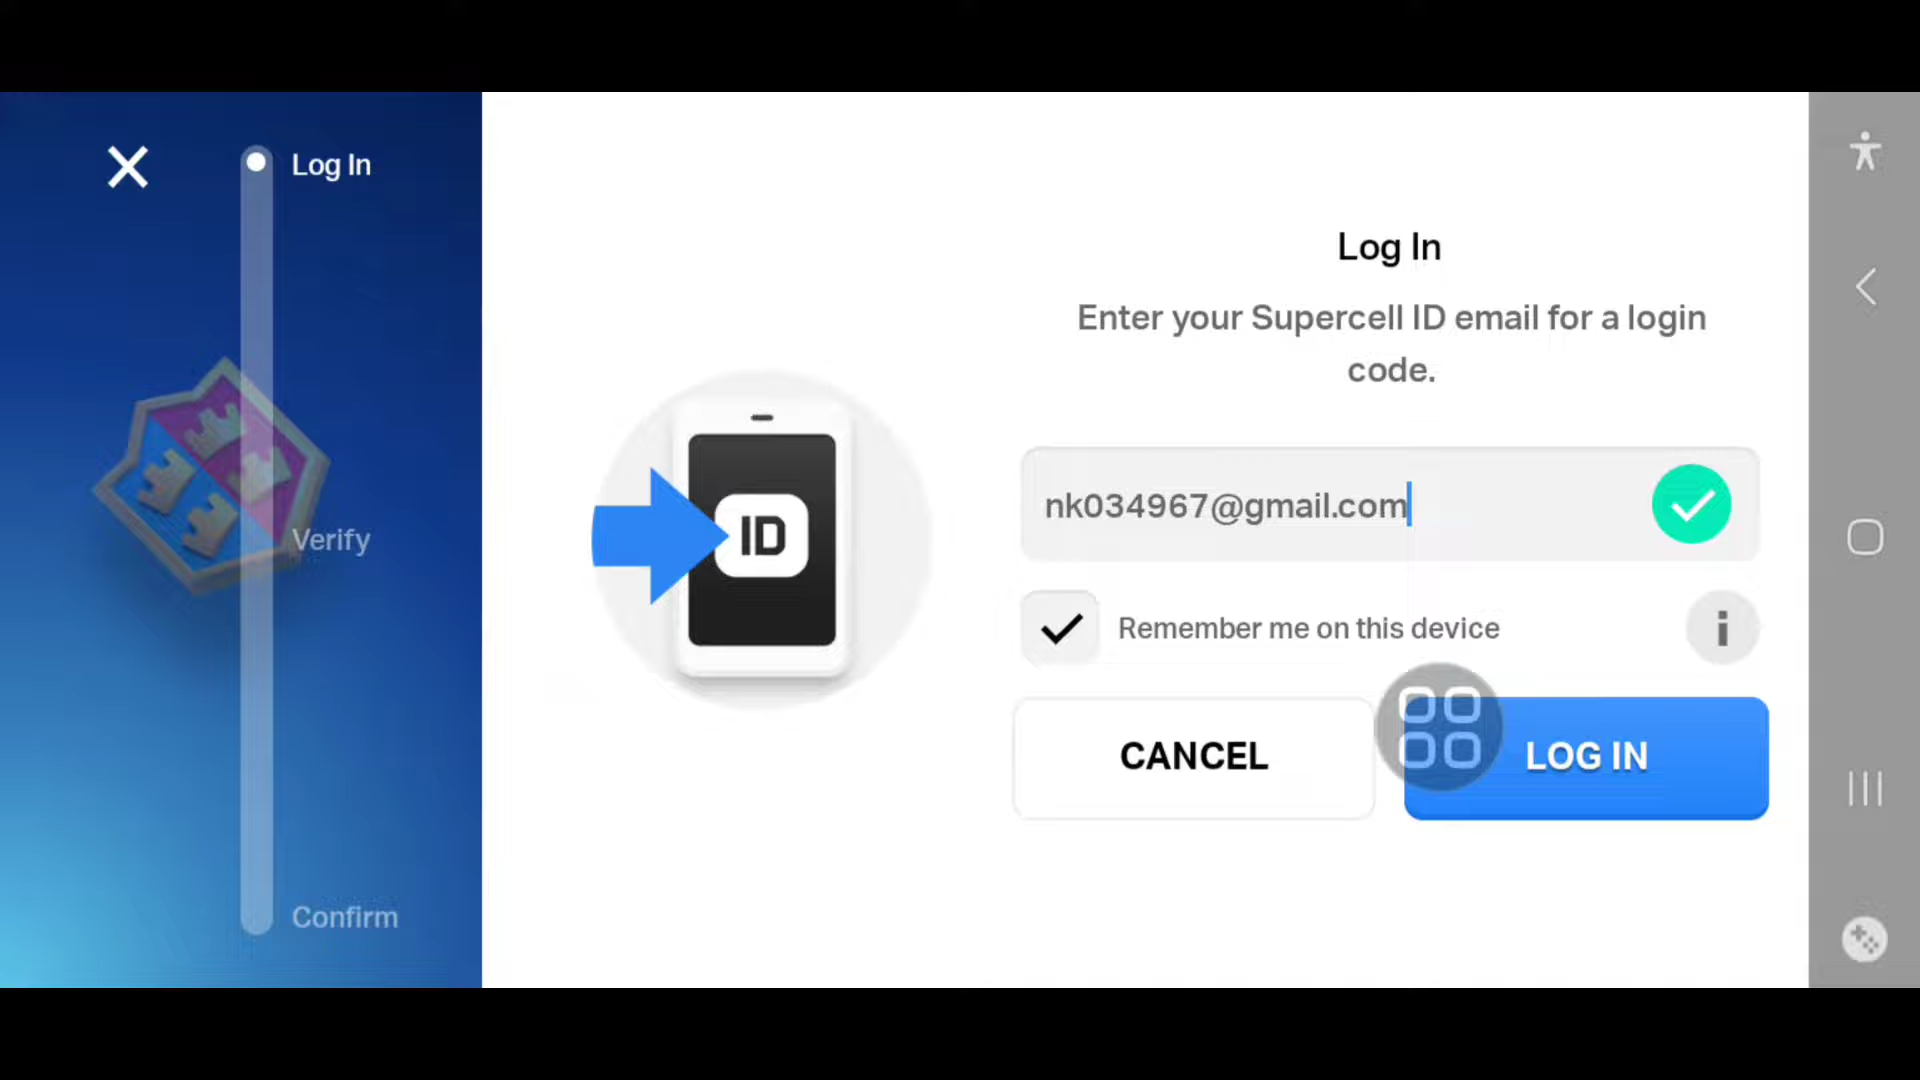 Log In
Verify
Confirm
ID
Log In
Enter your Supercell ID email for a login
code.
nk034967@gmail.com
Remember me on this device
CANCEL
LOG IN